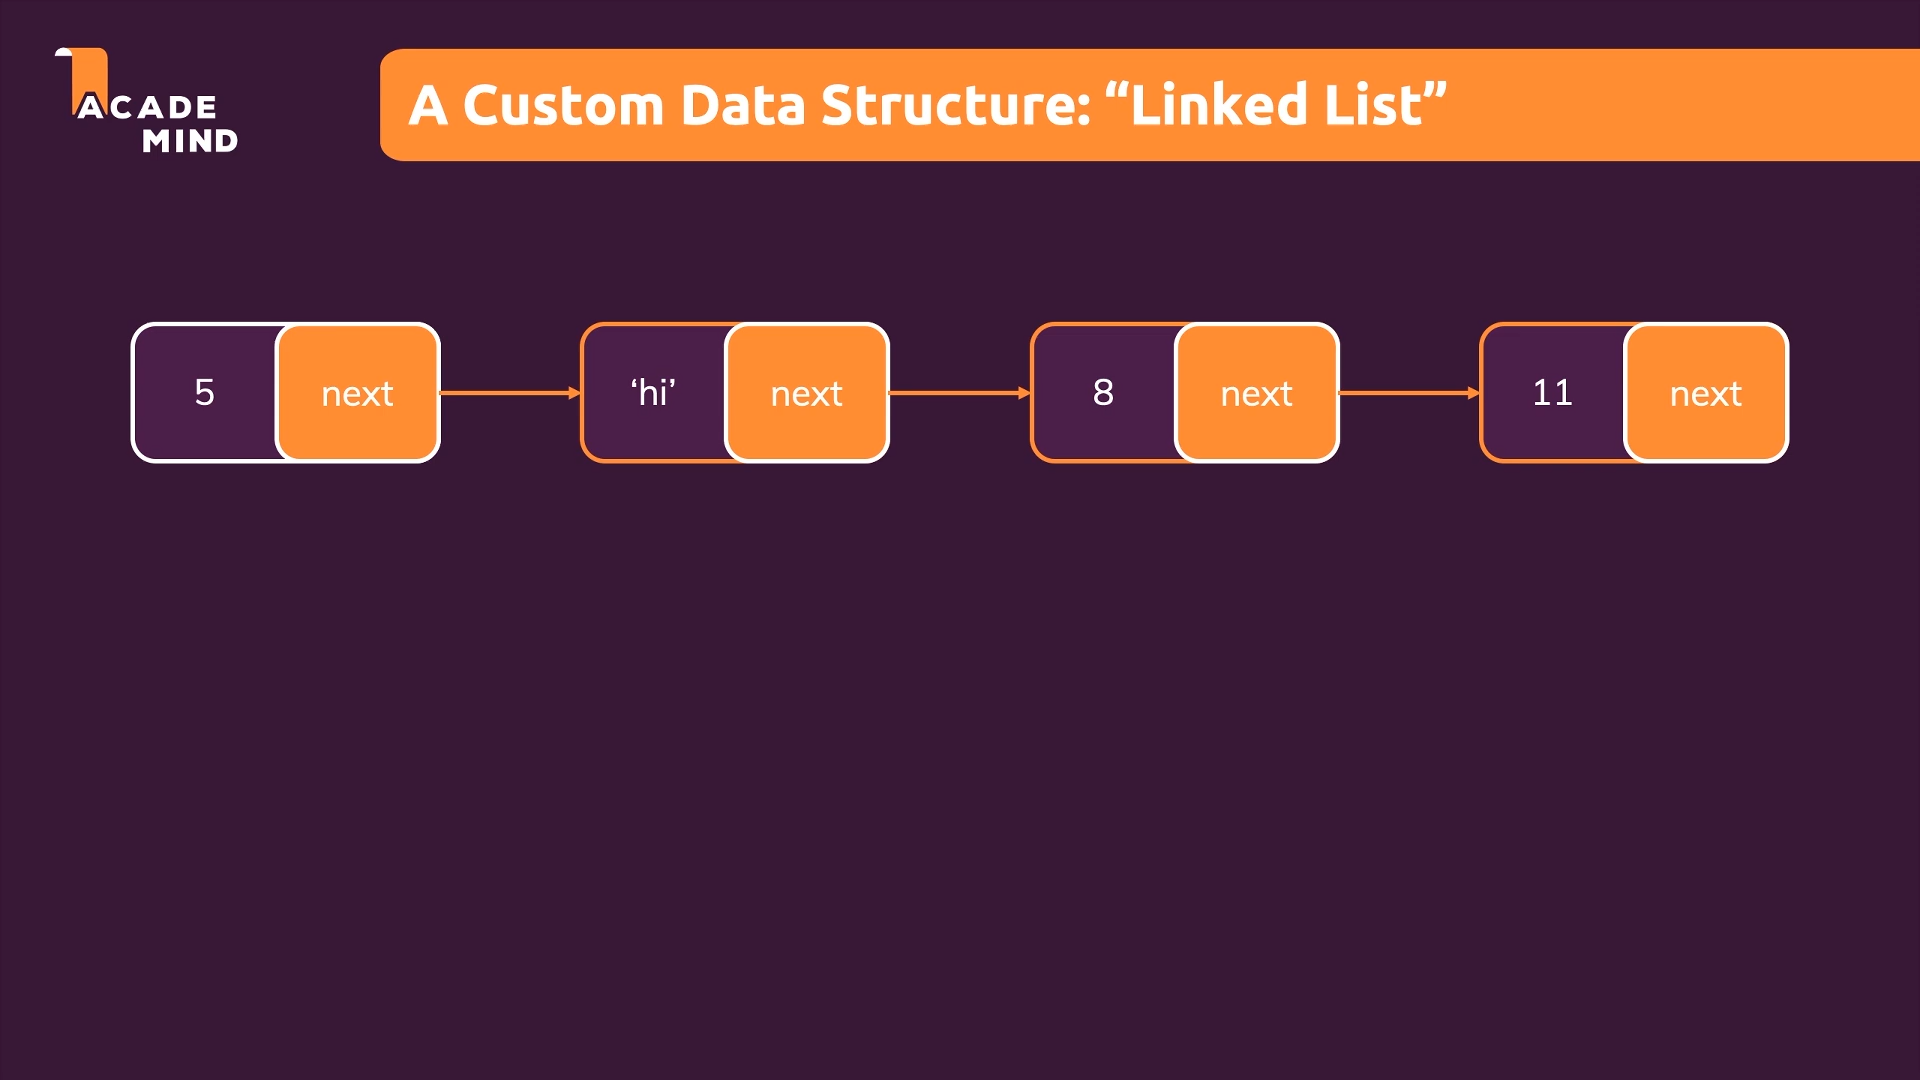 ACADE
MIND
A Custom Data Structure: “Linked List”
5 next ‘hi’ next 8 next 11 next